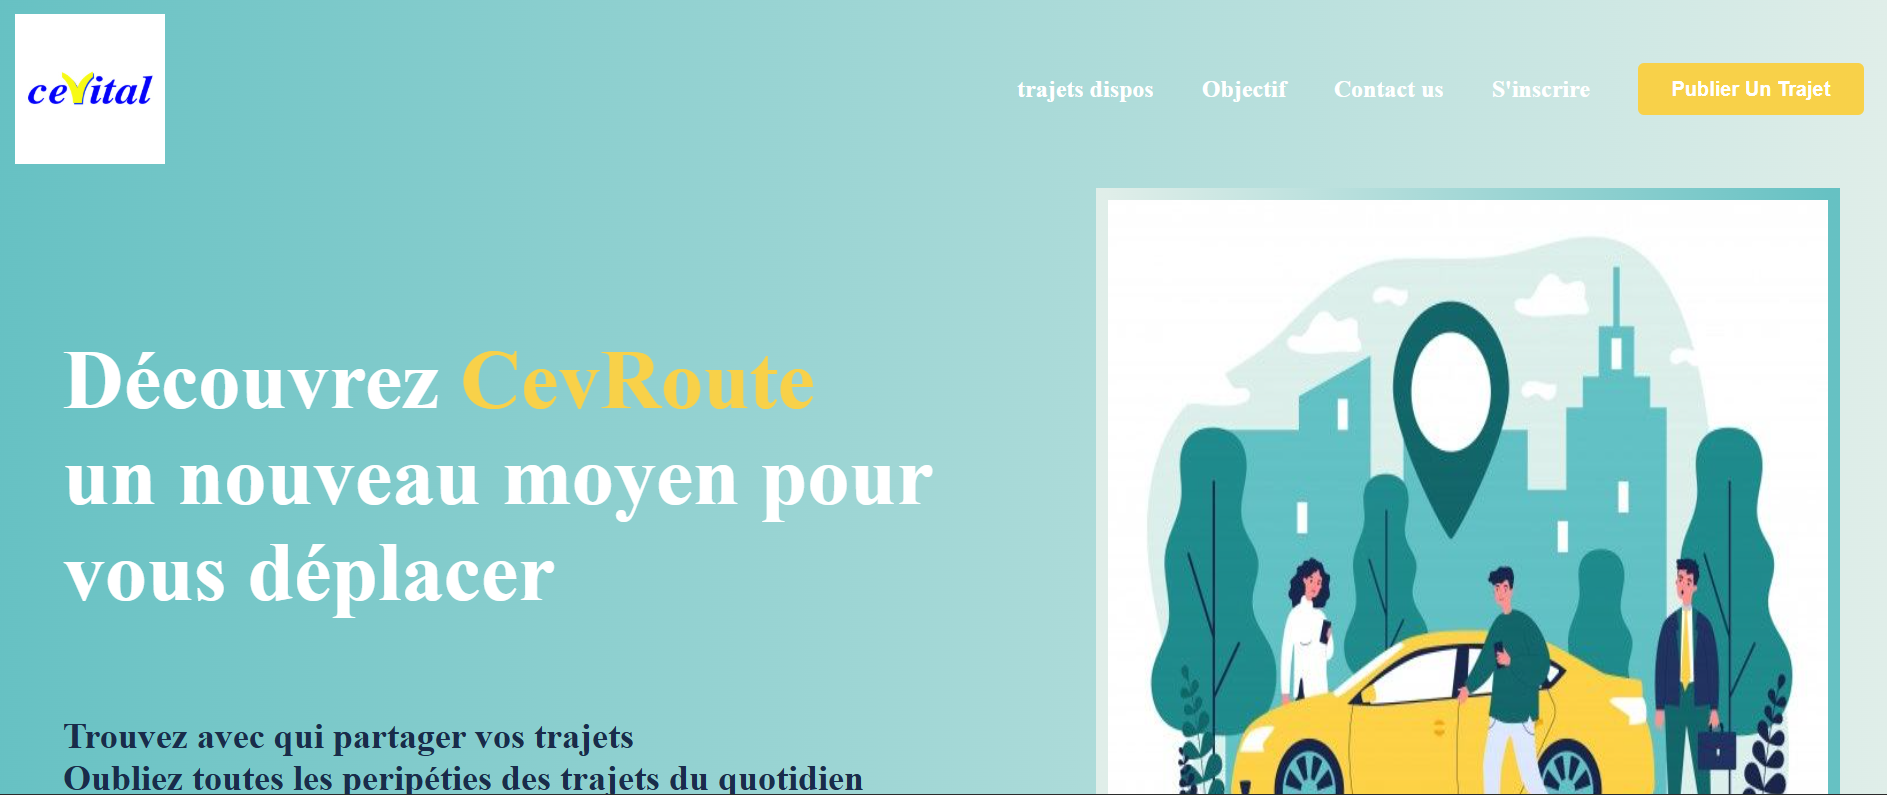 ceVital
trajets dispos
Objectif
Contact us
S'inscrire
Publier Un Trajet
Découvrez CevRoute
un nouveau moyen pour
vous déplacer
Trouvez avec qui partager vos trajets
Oubliez toutes les peripéties des trajets du quotidien